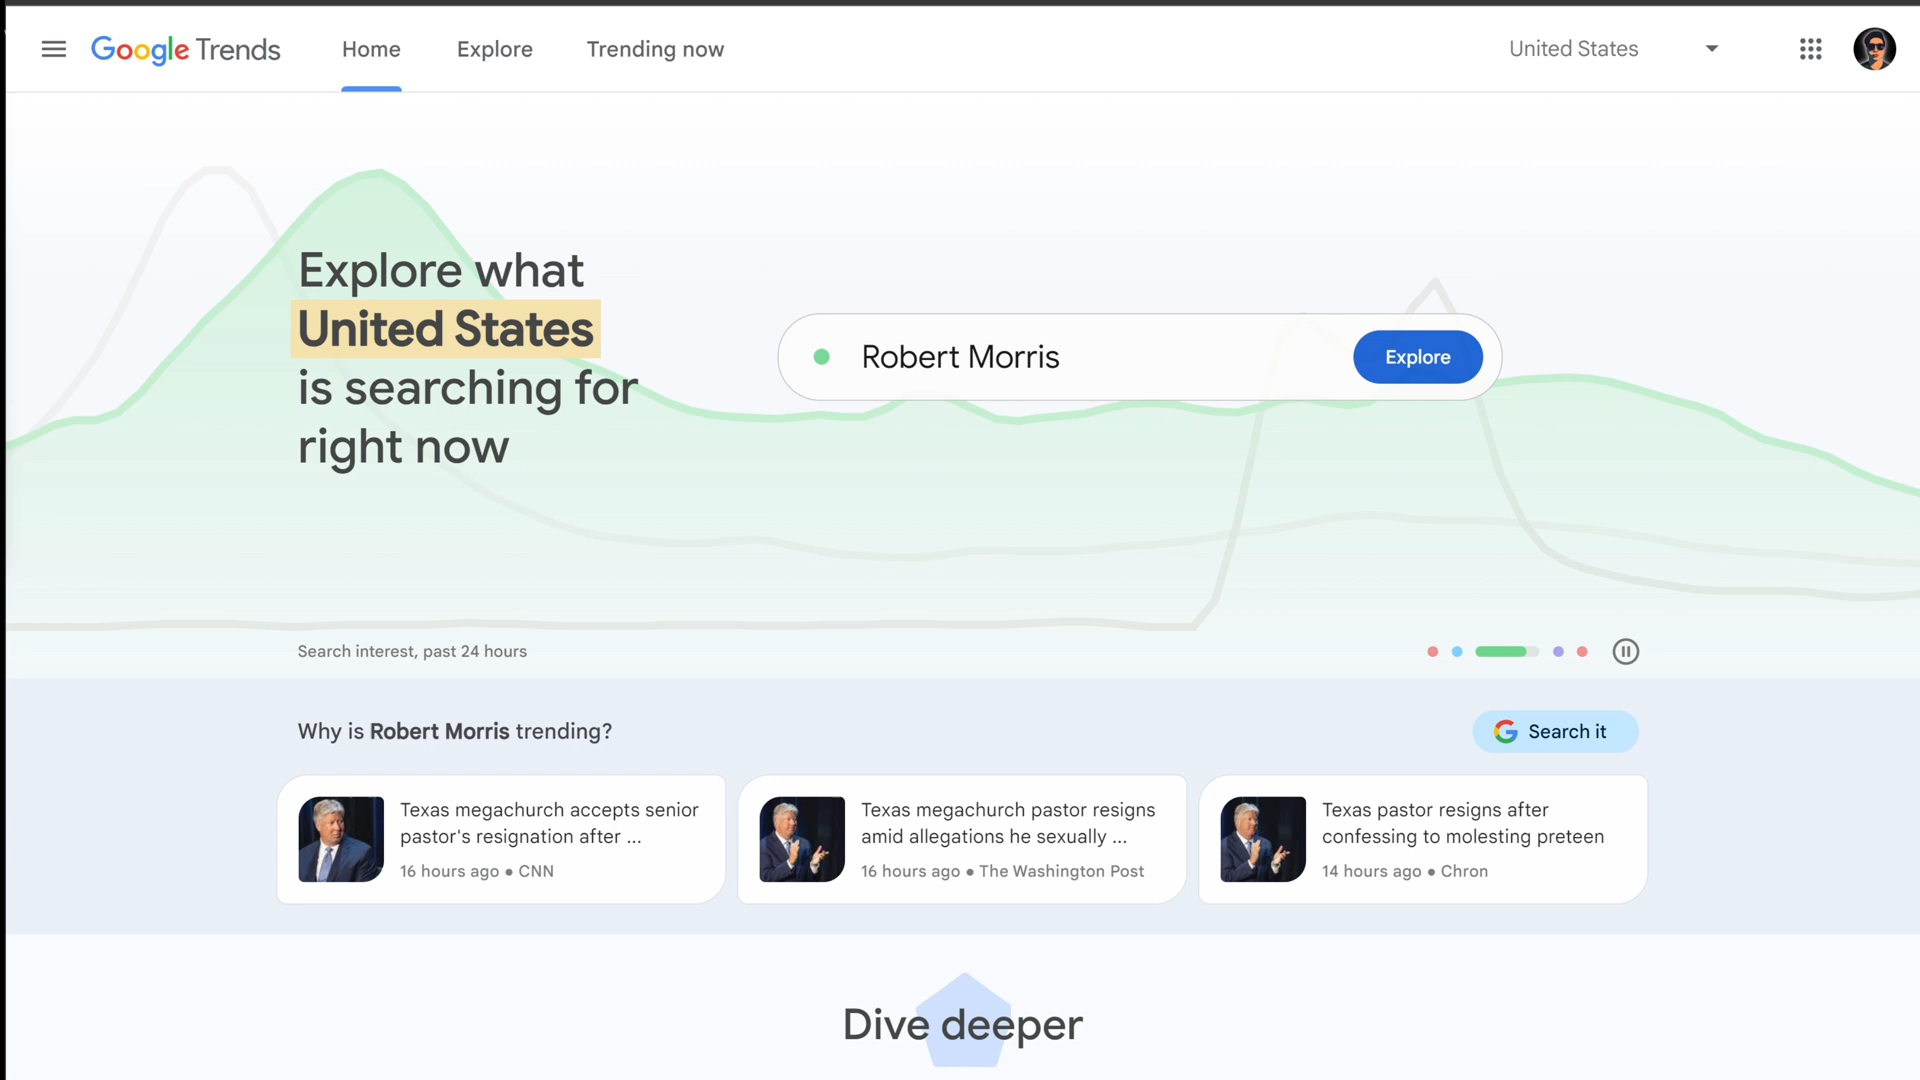 Google Trends
Home
Explore
Trending now
United States
Explore what
United States
is searching for
right now
Robert Morris
Explore
Search interest, past 24 hours
Why is Robert Morris trending?
Search it
Texas megachurch accepts senior
pastor's resignation after ...
16 hours ago • CNN
Texas megachurch pastor resigns
amid allegations he sexually ...
16 hours ago • The Washington Post
Texas pastor resigns after
confessing to molesting preteen
14 hours ago • Chron
Dive deeper